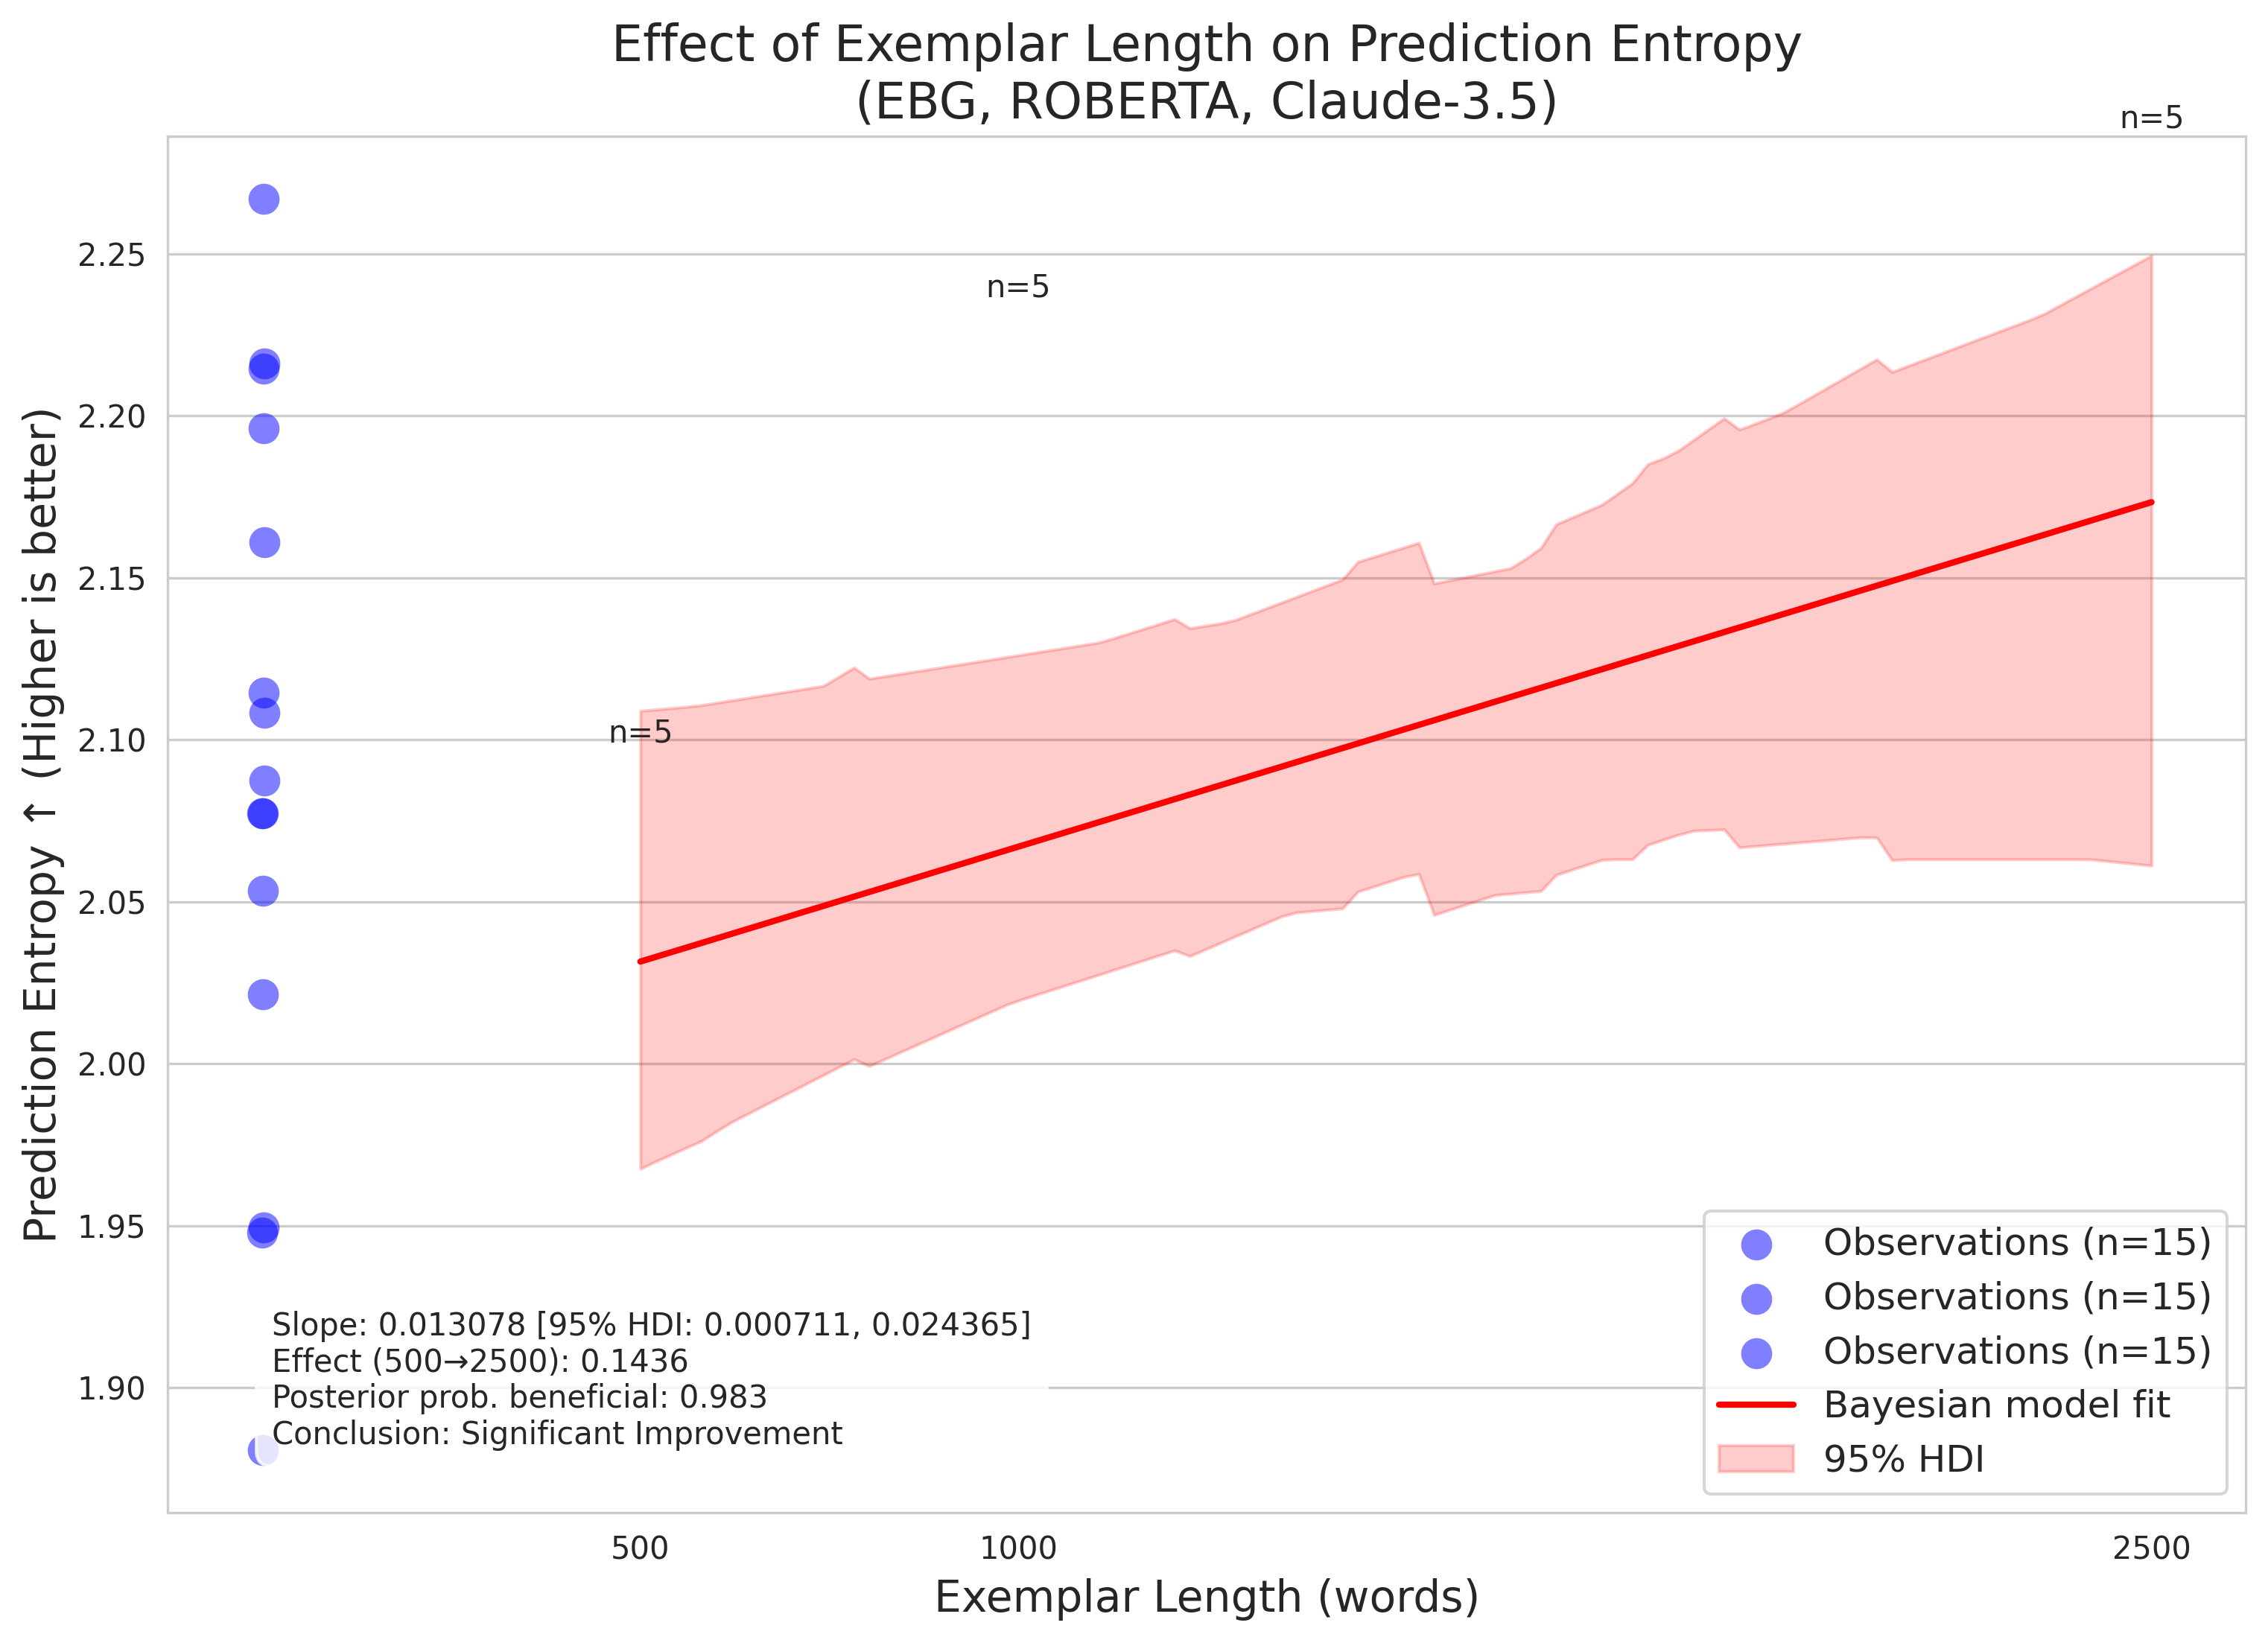 Effect of Exemplar Length on Prediction Entropy
(EBG, ROBERTA, Claude-3.5)
n=5
n=5
n=5
Prediction Entropy ↑ (Higher is better)
2.25
2.20
2.15
2.10
2.05
2.00
1.95
1.90
Slope: 0.013078 [95% HDI: 0.000711, 0.024365]
Effect (500→2500): 0.1436
Posterior prob. beneficial: 0.983
Conclusion: Significant Improvement
Observations (n=15)
Observations (n=15)
Observations (n=15)
Bayesian model fit
95% HDI
500
1000
2500
Exemplar Length (words)